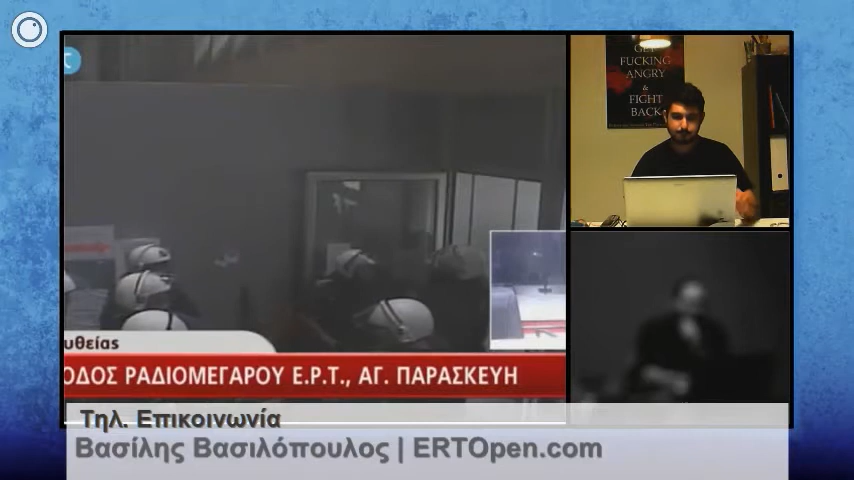 GET
FUCKING
ANGRY
&
FIGHT
BACK
υθείας
ΟΔΟΣ ΡΑΔΙΟΜΕΓΑΡΟΥ Ε.Ρ.Τ., ΑΓ. ΠΑΡΑΣΚΕΥΗ
Τηλ. Επικοινωνία
Βασίλης Βασιλόπουλος | ERTOpen.com